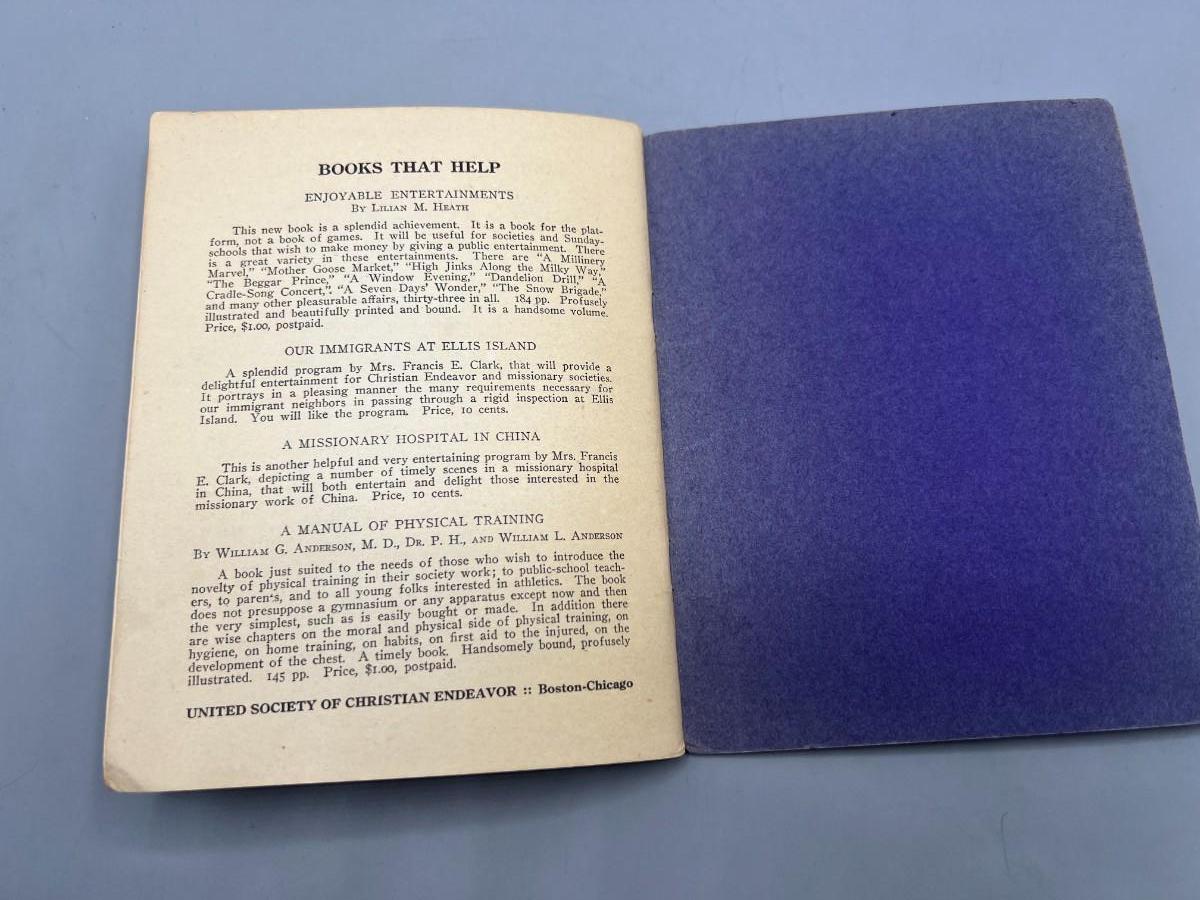 BOOKS THAT HELP
ENJOYABLE ENTERTAINMENTS
By Lilian M. Heath
This new book is a splendid achievement. It is a book for the plat-
form, not a book of games. It will be useful for societies and Sunday-
schools that wish to make money by giving a public entertainment. There
is a great variety in these entertainments. There are “A Millinery
Marvel,” “Mother Goose Market,” “High Jinks Along the Milky Way,”
“The Beggar Prince,” “A Window Evening,” “Dandelion Drill,” “A
Cradle-Song Concert,” “A Seven Days’ Wonder,” “The Snow Brigade,”
and many other pleasurable affairs, thirty-three in all. 184 pp. Profusely
illustrated and beautifully printed and bound. It is a handsome volume.
Price, $1.00, postpaid.
OUR IMMIGRANTS AT ELLIS ISLAND
A splendid program by Mrs. Francis E. Clark, that will provide a
delightful entertainment for Christian Endeavor and missionary societies.
It portrays in a pleasing manner the many requirements necessary for
our immigrant neighbors in passing through a rigid inspection at Ellis
Island. You will like the program. Price, 10 cents.
A MISSIONARY HOSPITAL IN CHINA
This is another helpful and very entertaining program by Mrs. Francis
E. Clark, depicting a number of timely scenes in a missionary hospital
in China, that will both entertain and delight those interested in the
missionary work of China. Price, 10 cents.
A MANUAL OF PHYSICAL TRAINING
By William G. Anderson, M. D., Dr. P. H., and William L. Anderson
A book just suited to the needs of those who wish to introduce the
novelty of physical training in their society work; to public-school teach-
ers, to parents, and to all young folks interested in athletics. The book
does not presuppose a gymnasium or any apparatus except now and then
the very simplest, such as is easily bought or made. In addition there
are wise chapters on the moral and physical side of physical training, on
hygiene, on home training, on habits, on first aid to the injured, on the
development of the chest. A timely book. Handsomely bound, profusely
illustrated. 145 pp. Price, $1.00, postpaid.
UNITED SOCIETY OF CHRISTIAN ENDEAVOR :: Boston-Chicago